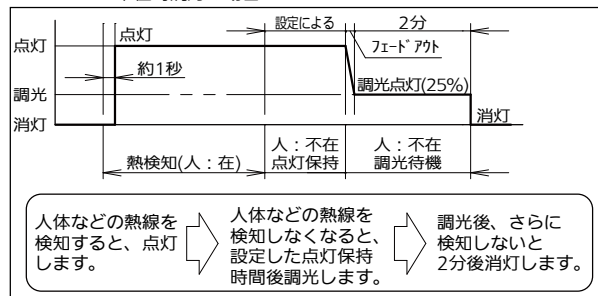 設定による
2分
点灯
点灯
フェードアウト
約1秒
調光
調光点灯(25%)
消灯
消灯
熱検知(人：在)
人：不在
点灯保持
人：不在
調光待機
人体などの熱線を
検知すると、点灯
します。
人体などの熱線を
検知しなくなると、
設定した点灯保持
時間後調光します。
調光後、さらに
検知しないと
2分後消灯します。